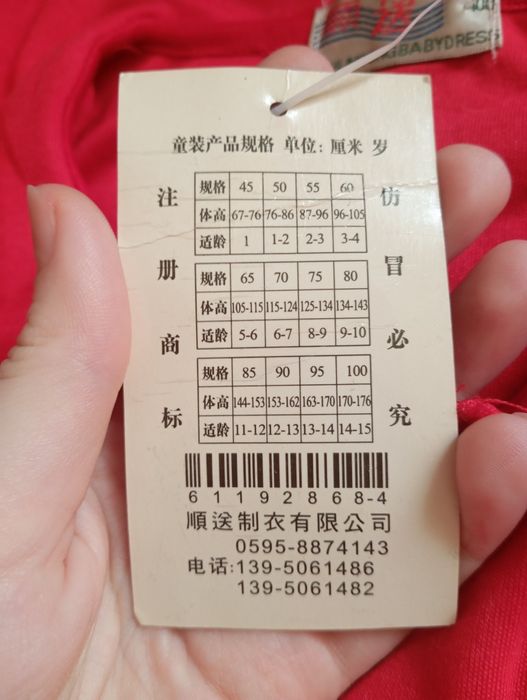 100
BABYDRESS
童装产品规格 单位：厘米 岁
注册商标
仿冒必究
规格 45 50 55 60
体高 67-76 76-86 87-96 96-105
适龄 1 1-2 2-3 3-4
规格 65 70 75 80
体高 105-115 115-124 125-134 134-143
适龄 5-6 6-7 8-9 9-10
规格 85 90 95 100
体高 144-153 153-162 163-170 170-176
适龄 11-12 12-13 13-14 14-15
61192868-4
順送制衣有限公司
0595-8874143
电话:139-5061486
139-5061482